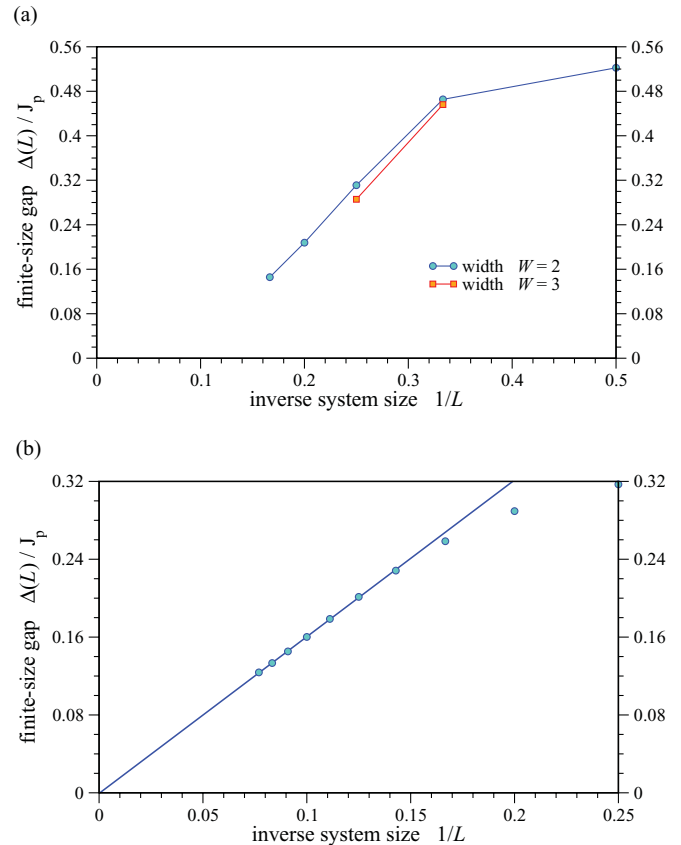 (a)
0.56
0.48
0.4
0.32
0.24
0.16
0.08
0
finite-size gap Δ(L) / J_p
0.56
0.48
0.4
0.32
0.24
0.16
0.08
0
width W = 2
width W = 3
0 0.1 0.2 0.3 0.4 0.5
inverse system size 1/L
(b)
0.32
0.24
0.16
0.08
0
finite-size gap Δ(L) / J_p
0.32
0.24
0.16
0.08
0
0 0.05 0.1 0.15 0.2 0.25
inverse system size 1/L